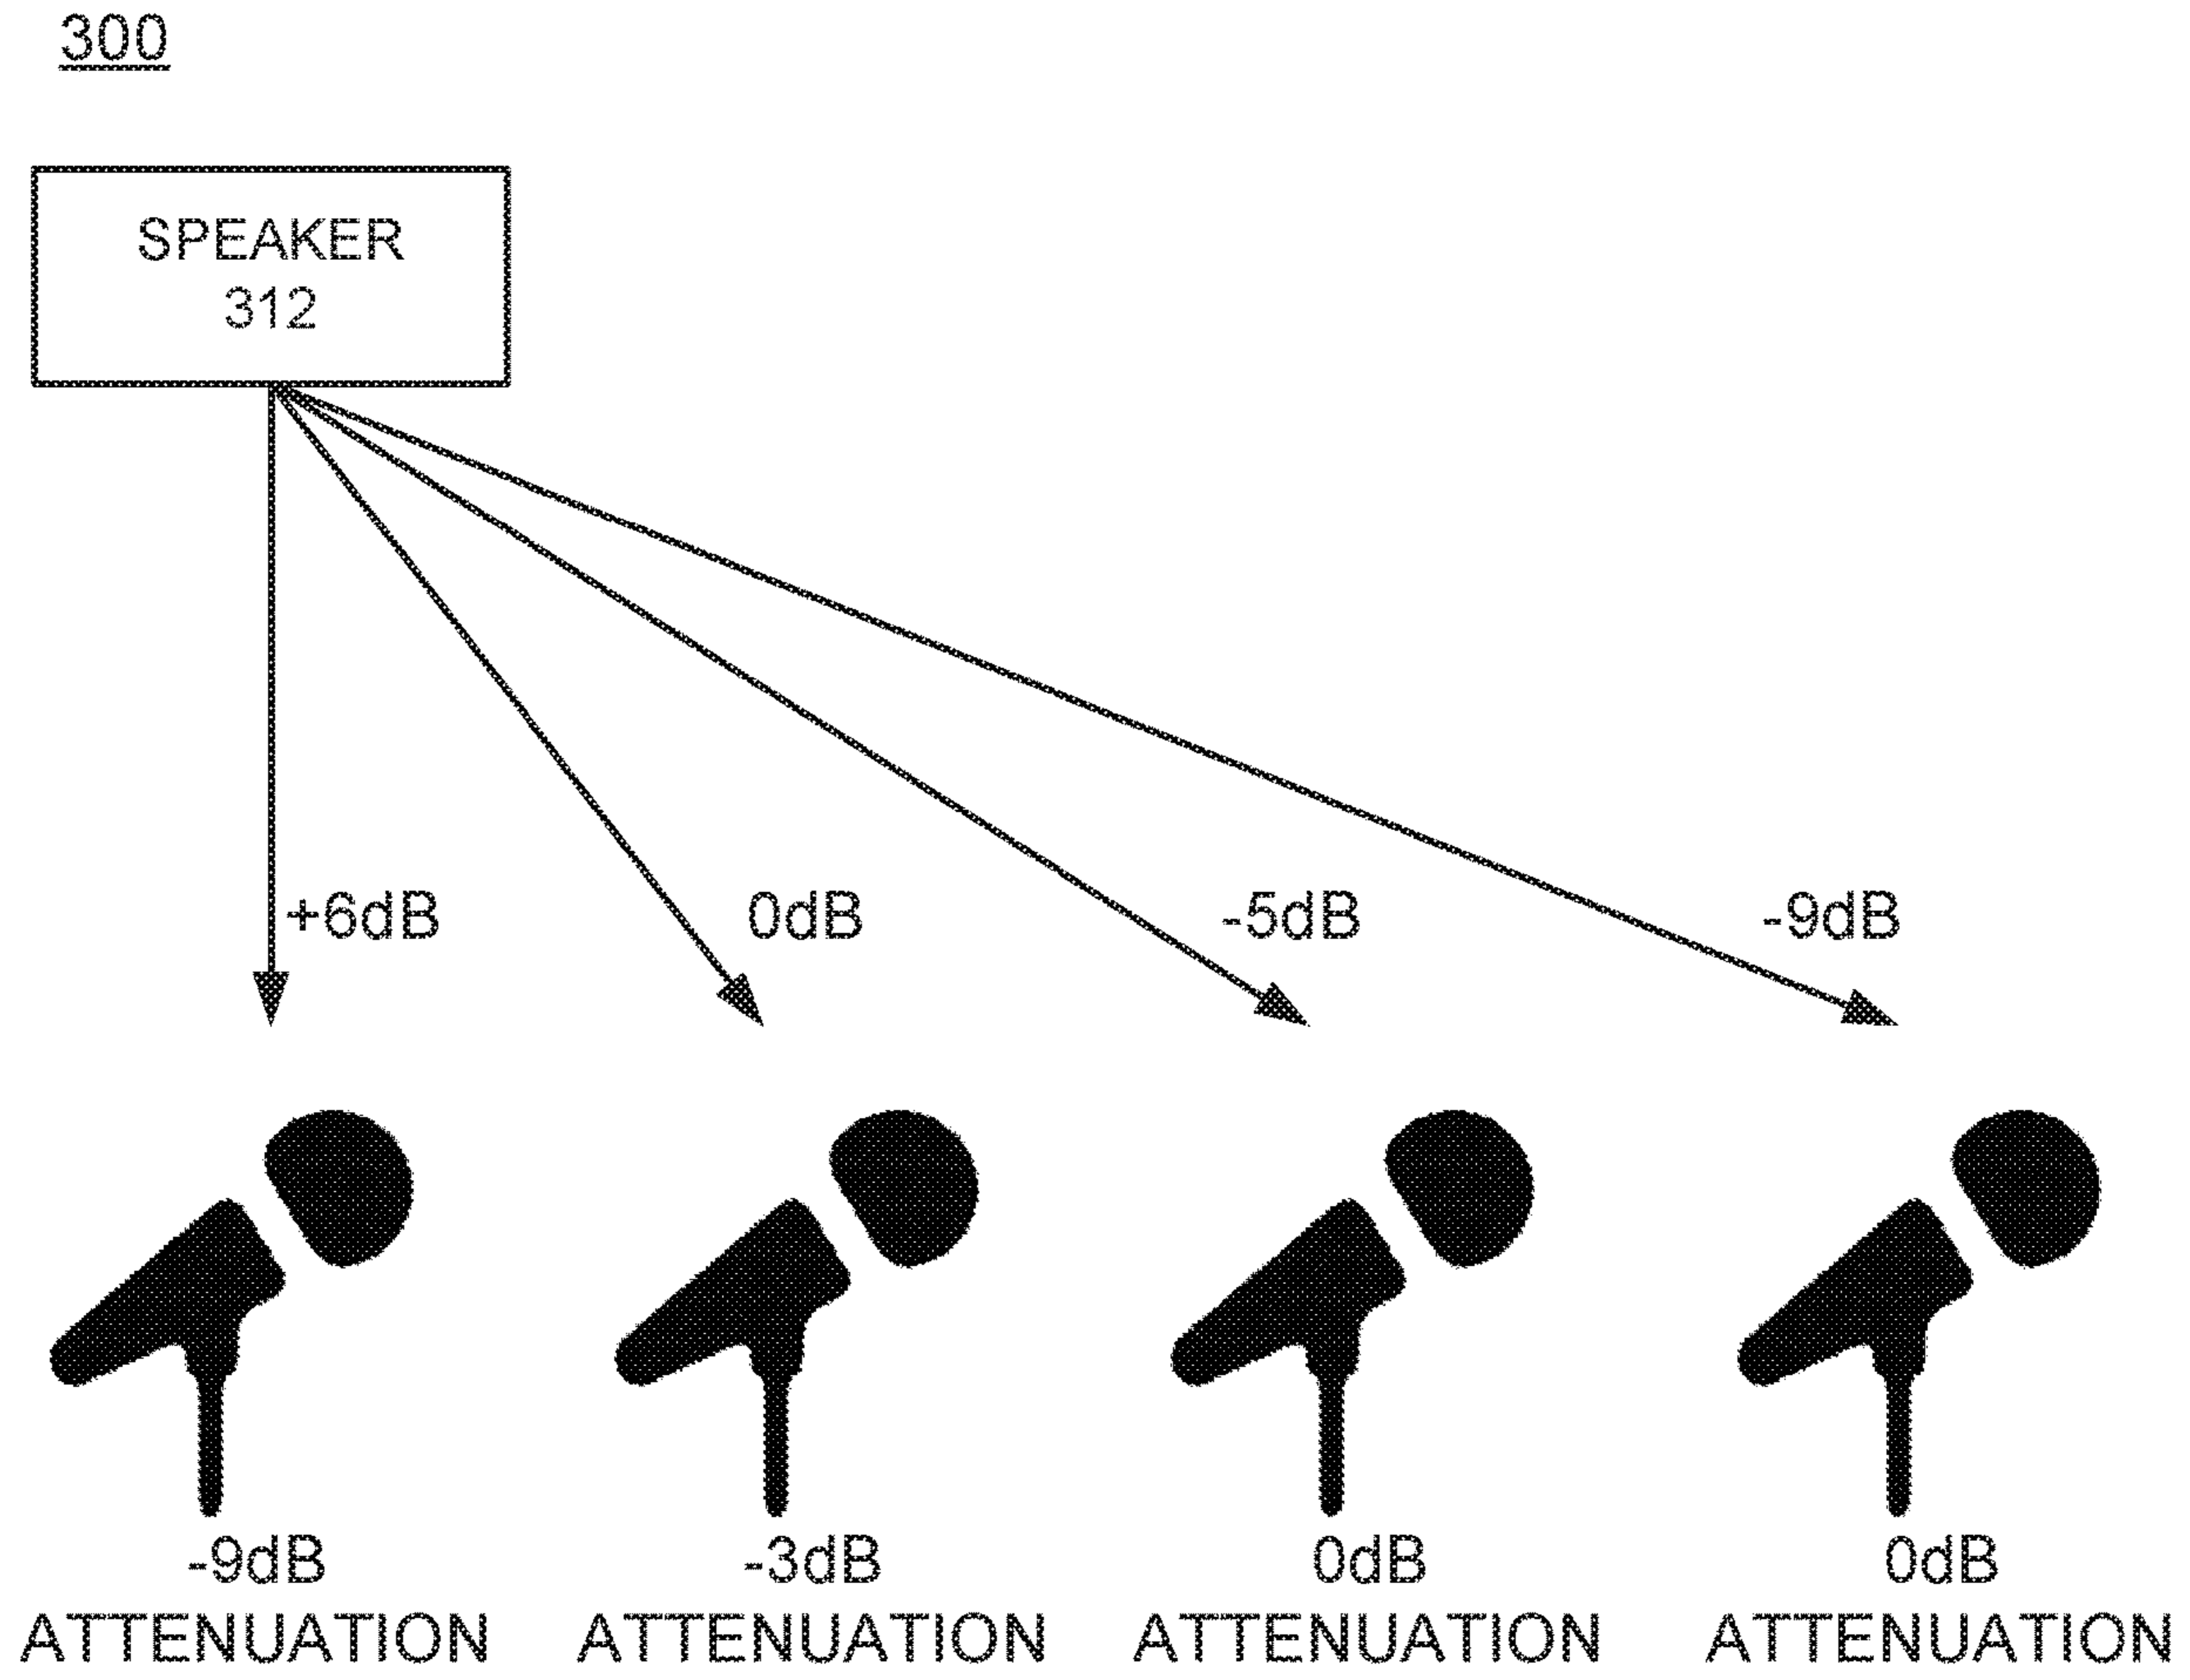 300
SPEAKER
312
+6dB 0dB -5dB -9dB
-9dB -3dB 0dB 0dB
ATTENUATION ATTENUATION ATTENUATION ATTENUATION